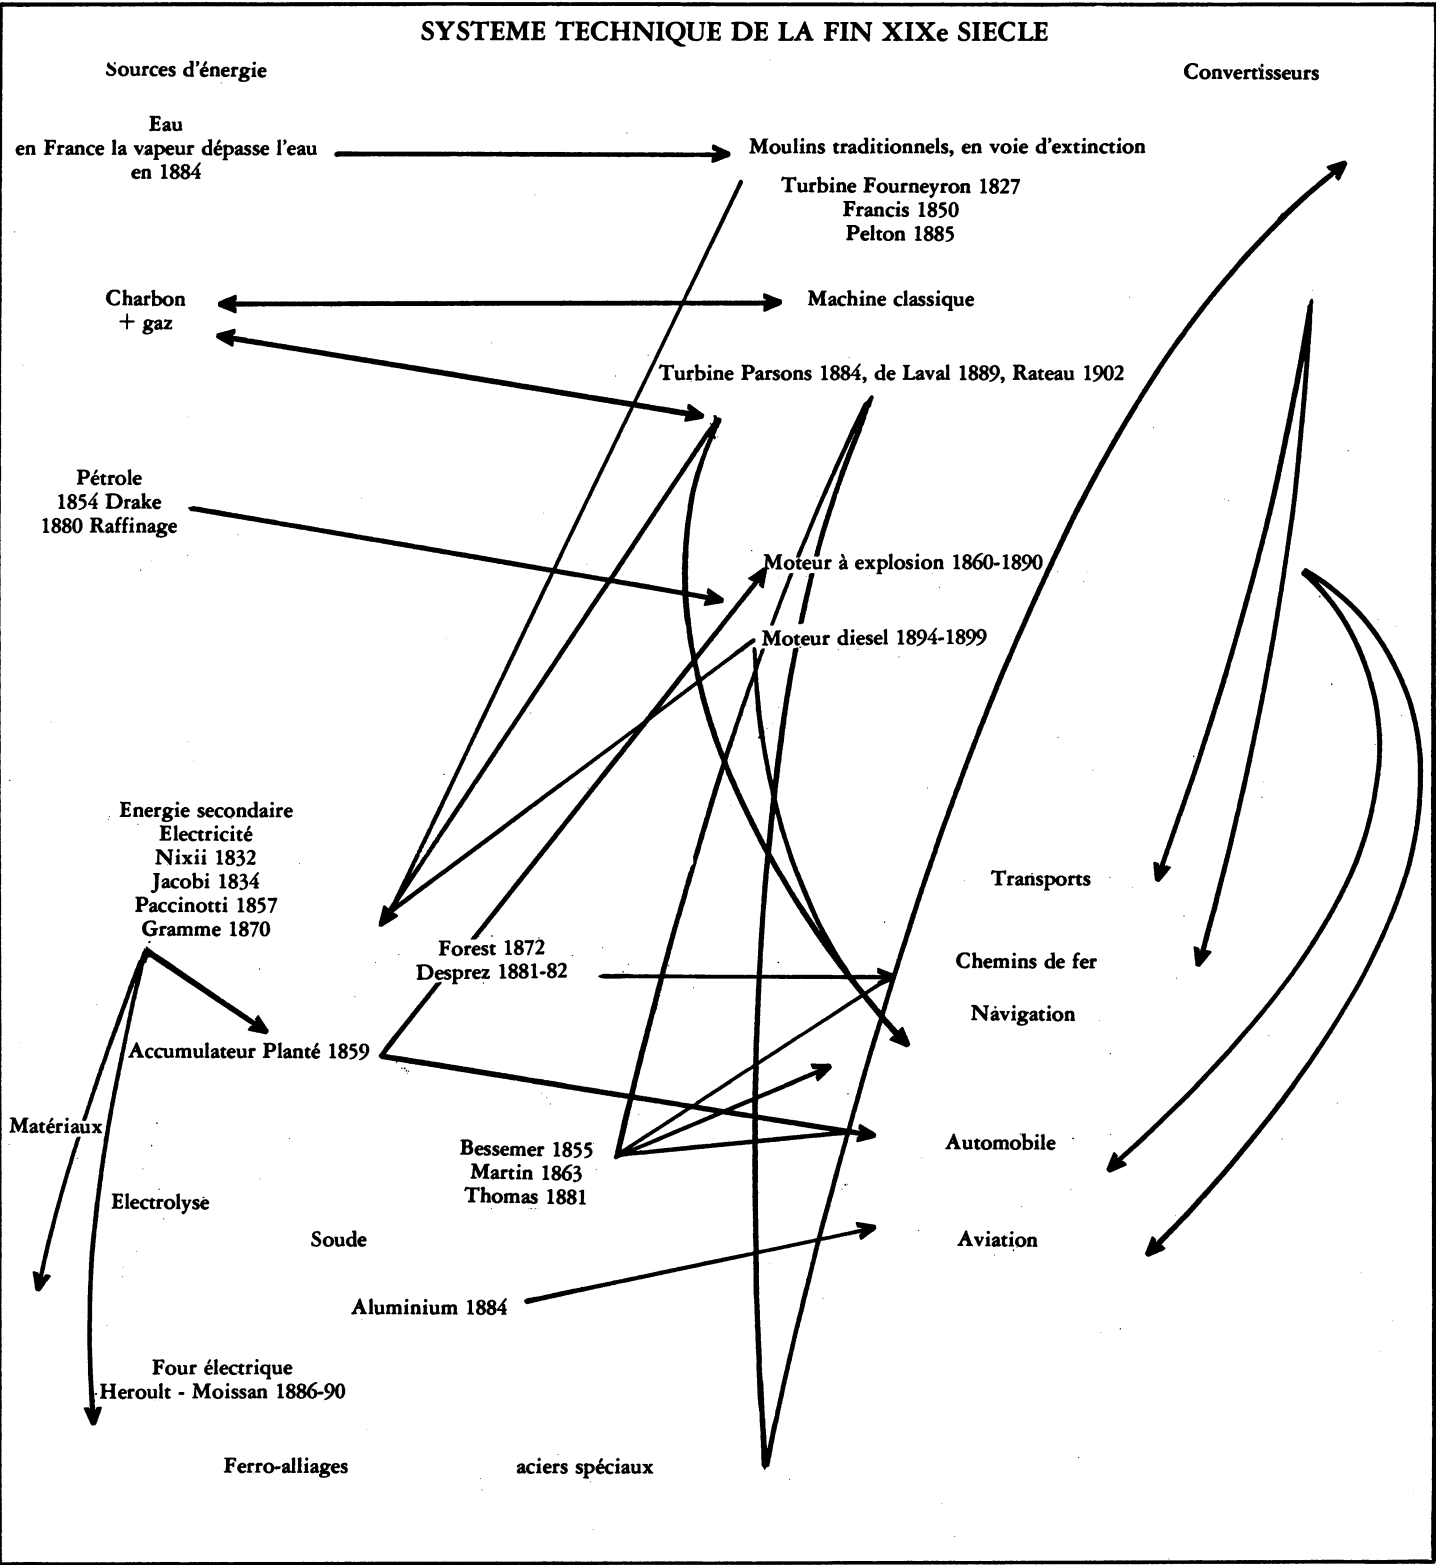 SYSTEME TECHNIQUE DE LA FIN XIXe SIECLE
Sources d'énergie
Convertisseurs
Eau
en France la vapeur dépasse l'eau
en 1884
Moulins traditionnels, en voie d'extinction
Turbine Fourneyron 1827
Francis 1850
Pelton 1885
Charbon
+ gaz
Machine classique
Turbine Parsons 1884, de Laval 1889, Rateau 1902
Pétrole
1854 Drake
1880 Raffinage
Moteur à explosion 1860-1890
Moteur diesel 1894-1899
Energie secondaire
Electricité
Nixii 1832
Jacobi 1834
Paccinotti 1857
Gramme 1870
Transports
Forest 1872
Desprez 1881-82
Chemins de fer
Navigation
Accumulateur Planté 1859
Matériaux
Bessemer 1855
Martin 1863
Thomas 1881
Automobile
Electrolyse
Soude
Aviation
Aluminium 1884
Four électrique
Heroult - Moissan 1886-90
Ferro-alliages
aciers spéciaux